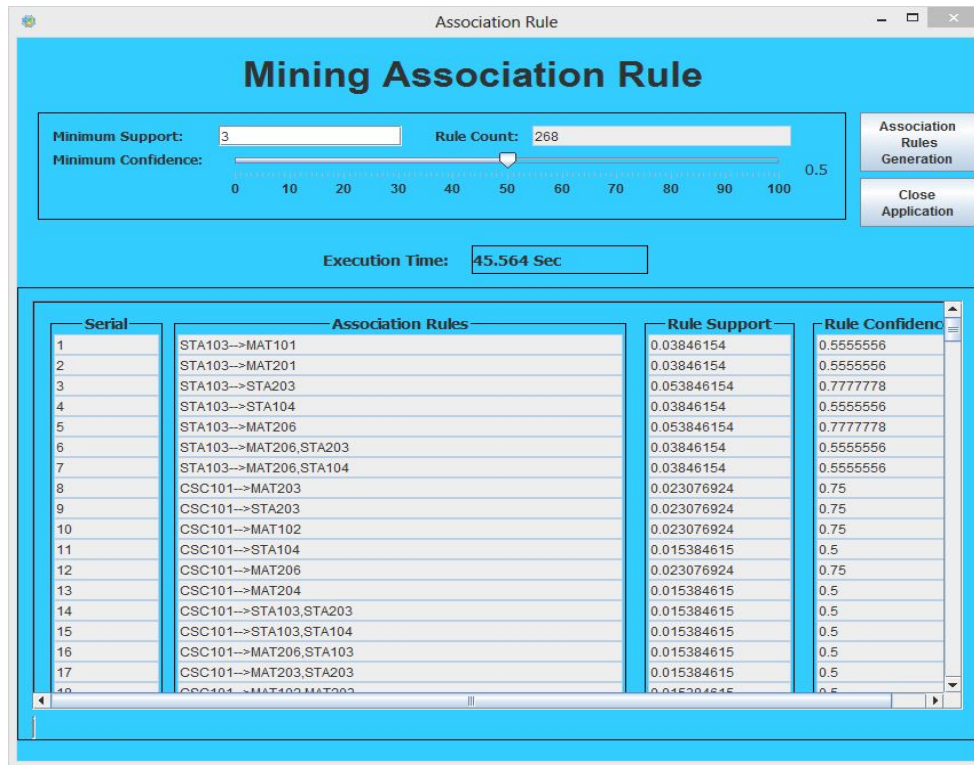 Association Rule
Mining Association Rule
Minimum Support: 3 Rule Count: 268
Minimum Confidence: 0.5
0 10 20 30 40 50 60 70 80 90 100
Association
Rules
Generation
Close
Application
Execution Time: 45.564 Sec
Serial Association Rules Rule Support Rule Confidenc
1 STA103-->MAT101 0.03846154 0.5555556
2 STA103-->MAT201 0.03846154 0.5555556
3 STA103-->STA203 0.053846154 0.7777778
4 STA103-->STA104 0.03846154 0.5555556
5 STA103-->MAT206 0.053846154 0.7777778
6 STA103-->MAT206,STA203 0.03846154 0.5555556
7 STA103-->MAT206,STA104 0.03846154 0.5555556
8 CSC101-->MAT203 0.023076924 0.75
9 CSC101-->STA203 0.023076924 0.75
10 CSC101-->MAT102 0.023076924 0.75
11 CSC101-->STA104 0.015384615 0.5
12 CSC101-->MAT206 0.023076924 0.75
13 CSC101-->MAT204 0.015384615 0.5
14 CSC101-->STA103,STA203 0.015384615 0.5
15 CSC101-->STA103,STA104 0.015384615 0.5
16 CSC101-->MAT206,STA103 0.015384615 0.5
17 CSC101-->MAT203,STA203 0.015384615 0.5